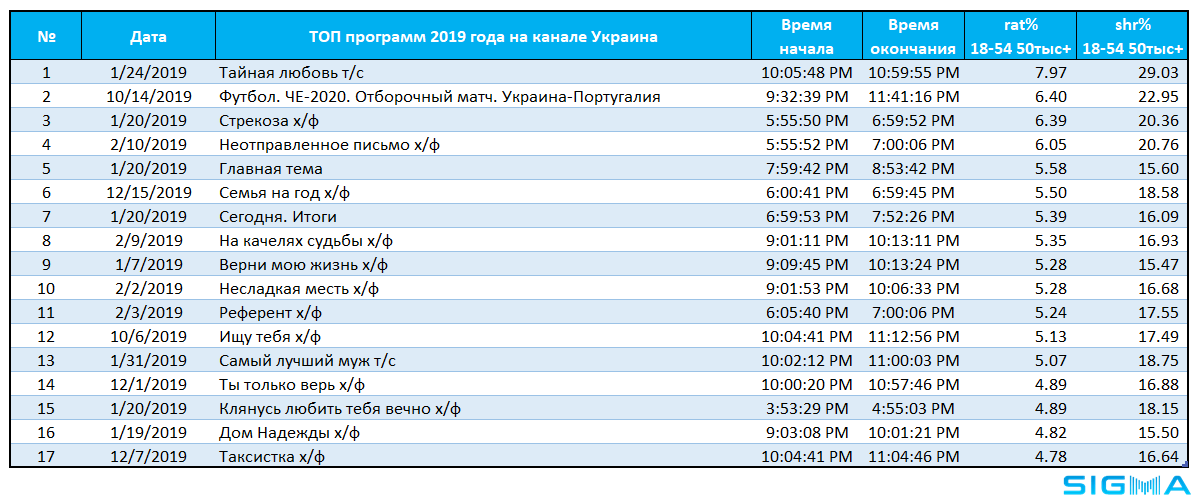 № Дата ТОП программ 2019 года на канале Украина Время начала Время окончания rat% 18-54 50тыс+ shr% 18-54 50тыс+
1 1/24/2019 Тайная любовь т/с 10:05:48 PM 10:59:55 PM 7.97 29.03
2 10/14/2019 Футбол. ЧЕ-2020. Отборочный матч. Украина-Португалия 9:32:39 PM 11:41:16 PM 6.40 22.95
3 1/20/2019 Стрекоза х/ф 5:55:50 PM 6:59:52 PM 6.39 20.36
4 2/10/2019 Неотправленное письмо х/ф 5:55:52 PM 7:00:06 PM 6.05 20.76
5 1/20/2019 Главная тема 7:59:42 PM 8:53:42 PM 5.58 15.60
6 12/15/2019 Семья на год х/ф 6:00:41 PM 6:59:45 PM 5.50 18.58
7 1/20/2019 Сегодня. Итоги 6:59:53 PM 7:52:26 PM 5.39 16.09
8 2/9/2019 На качелях судьбы х/ф 9:01:11 PM 10:13:11 PM 5.35 16.93
9 1/7/2019 Верни мою жизнь х/ф 9:09:45 PM 10:13:24 PM 5.28 15.47
10 2/2/2019 Несладкая месть х/ф 9:01:53 PM 10:06:33 PM 5.28 16.68
11 2/3/2019 Референт х/ф 6:05:40 PM 7:00:06 PM 5.24 17.55
12 10/6/2019 Ищу тебя х/ф 10:04:41 PM 11:12:56 PM 5.13 17.49
13 1/31/2019 Самый лучший муж т/с 10:02:12 PM 11:00:03 PM 5.07 18.75
14 12/1/2019 Ты только верь х/ф 10:00:20 PM 10:57:46 PM 4.89 16.88
15 1/20/2019 Клянусь любить тебя вечно х/ф 3:53:29 PM 4:55:03 PM 4.89 18.15
16 1/19/2019 Дом Надежды х/ф 9:03:08 PM 10:01:21 PM 4.82 15.50
17 12/7/2019 Таксистка х/ф 10:04:41 PM 11:04:46 PM 4.78 16.64
SIGMA